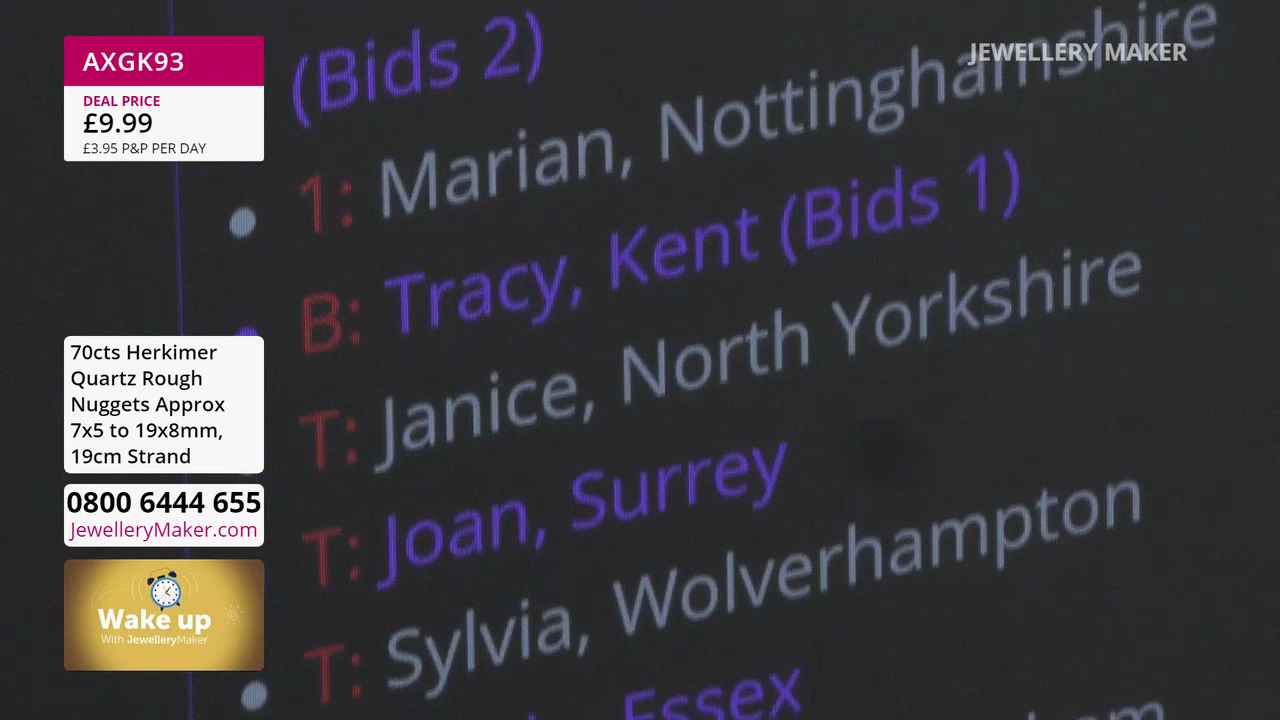 AXGK93
DEAL PRICE
£9.99
£3.95 P&P PER DAY
JEWELLERY MAKER
(Bids 2)
1: Marian, Nottinghamshire
B: Tracy, Kent (Bids 1)
T: Janice, North Yorkshire
T: Joan, Surrey
T: Sylvia, Wolverhampton
Essex
70cts Herkimer
Quartz Rough
Nuggets Approx
7x5 to 19x8mm,
19cm Strand
0800 6444 655
JewelleryMaker.com
Wake up
With JewelleryMaker